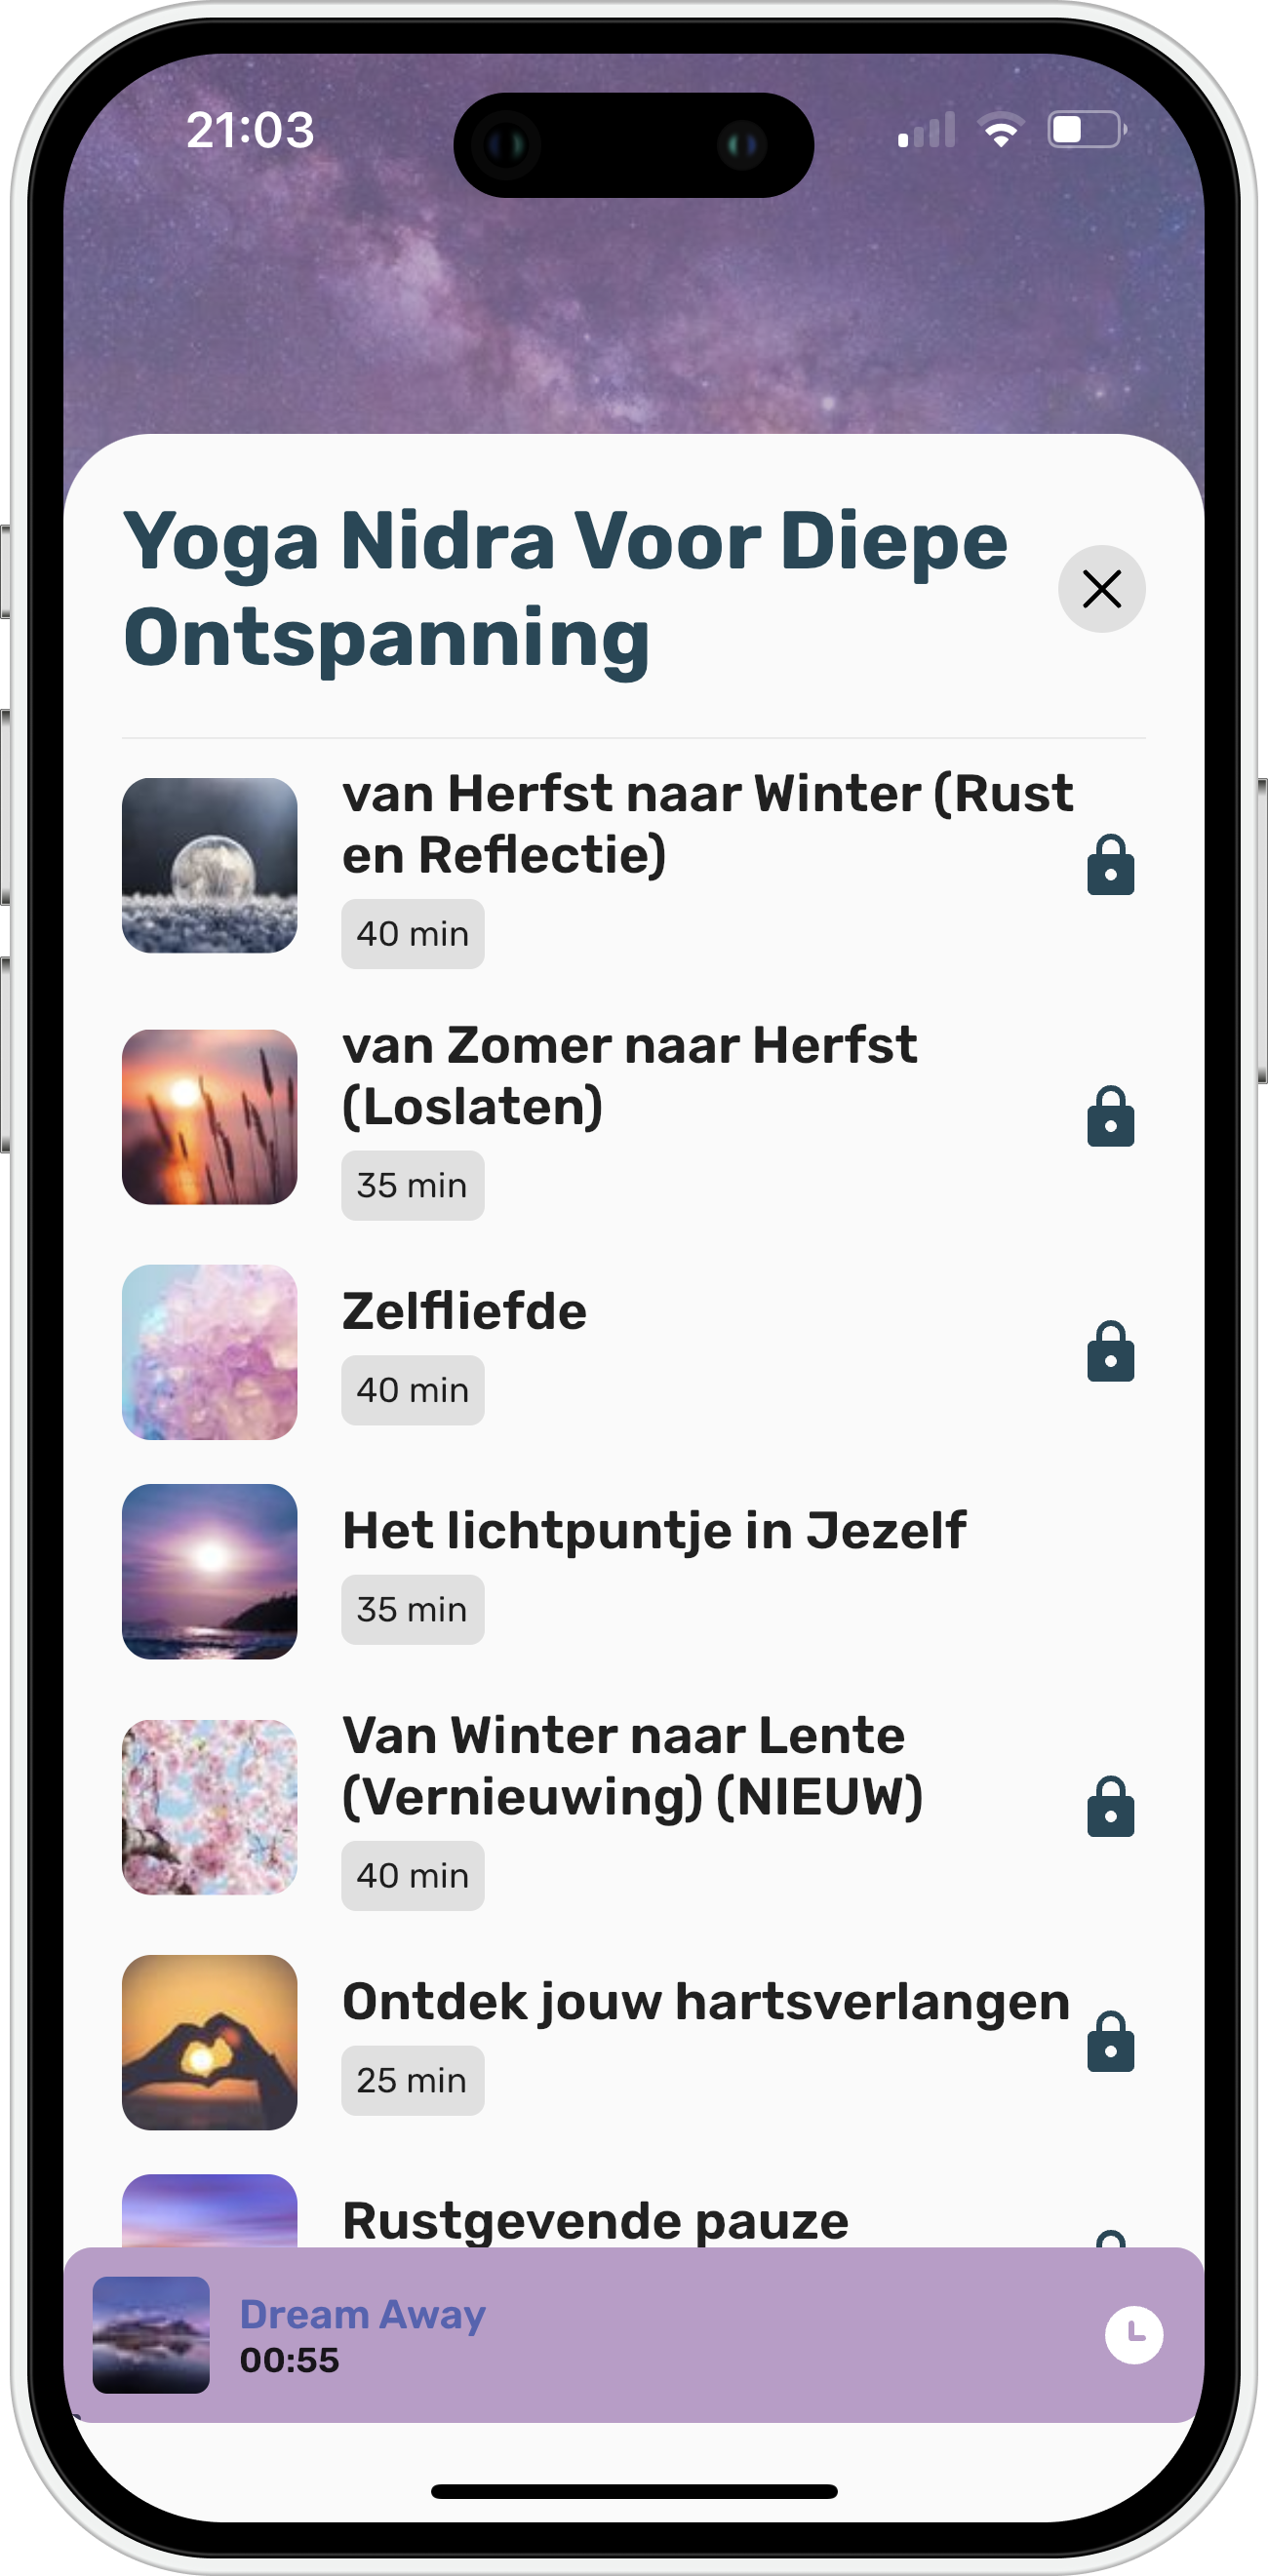 21:03
Yoga Nidra Voor Diepe
Ontspanning
van Herfst naar Winter (Rust
en Reflectie)
40 min
van Zomer naar Herfst
(Loslaten)
35 min
Zelfliefde
40 min
Het lichtpuntje in Jezelf
35 min
Van Winter naar Lente
(Vernieuwing) (NIEUW)
40 min
Ontdek jouw hartsverlangen
25 min
Rustgevende pauze
Dream Away
00:55